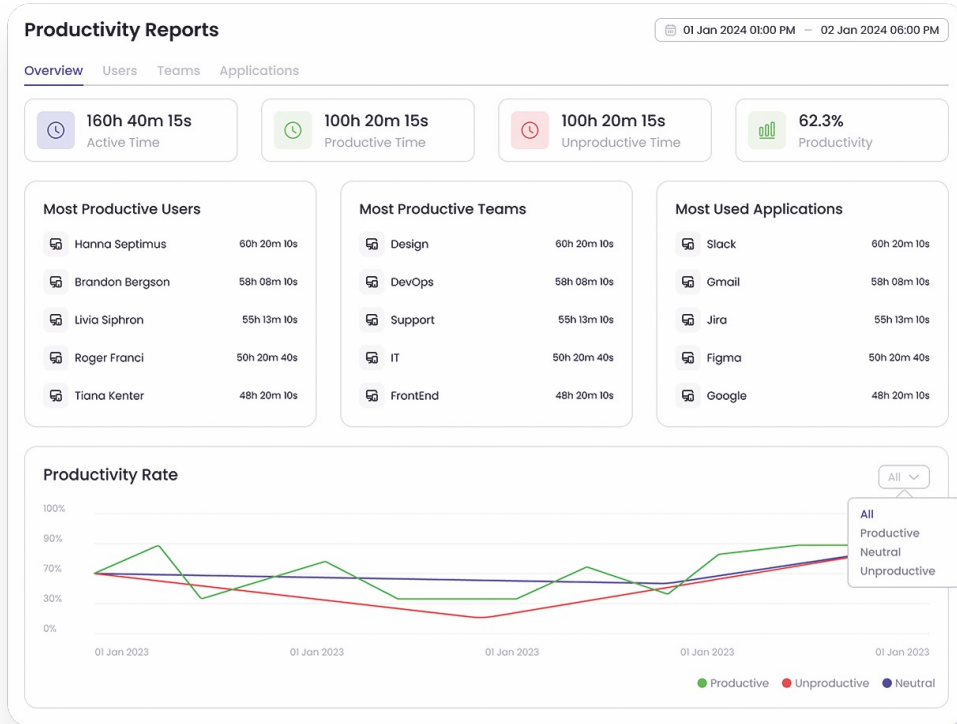 Productivity Reports
01 Jan 2024 01:00 PM — 02 Jan 2024 06:00 PM
Overview Users Teams Applications
160h 40m 15s
Active Time
100h 20m 15s
Productive Time
100h 20m 15s
Unproductive Time
62.3%
Productivity
Most Productive Users
Hanna Septimus 60h 20m 10s
Brandon Bergson 58h 08m 10s
Livia Siphron 55h 13m 10s
Roger Franci 50h 20m 40s
Tiana Kenter 48h 20m 10s
Most Productive Teams
Design 60h 20m 10s
DevOps 58h 08m 10s
Support 55h 13m 10s
IT 50h 20m 40s
FrontEnd 48h 20m 10s
Most Used Applications
Slack 60h 20m 10s
Gmail 58h 08m 10s
Jira 55h 13m 10s
Figma 50h 20m 40s
Google 48h 20m 10s
Productivity Rate
All
All
Productive
Neutral
Unproductive
100%
90%
70%
30%
0%
01 Jan 2023 01 Jan 2023 01 Jan 2023 01 Jan 2023 01 Jan 2023
Productive Unproductive Neutral